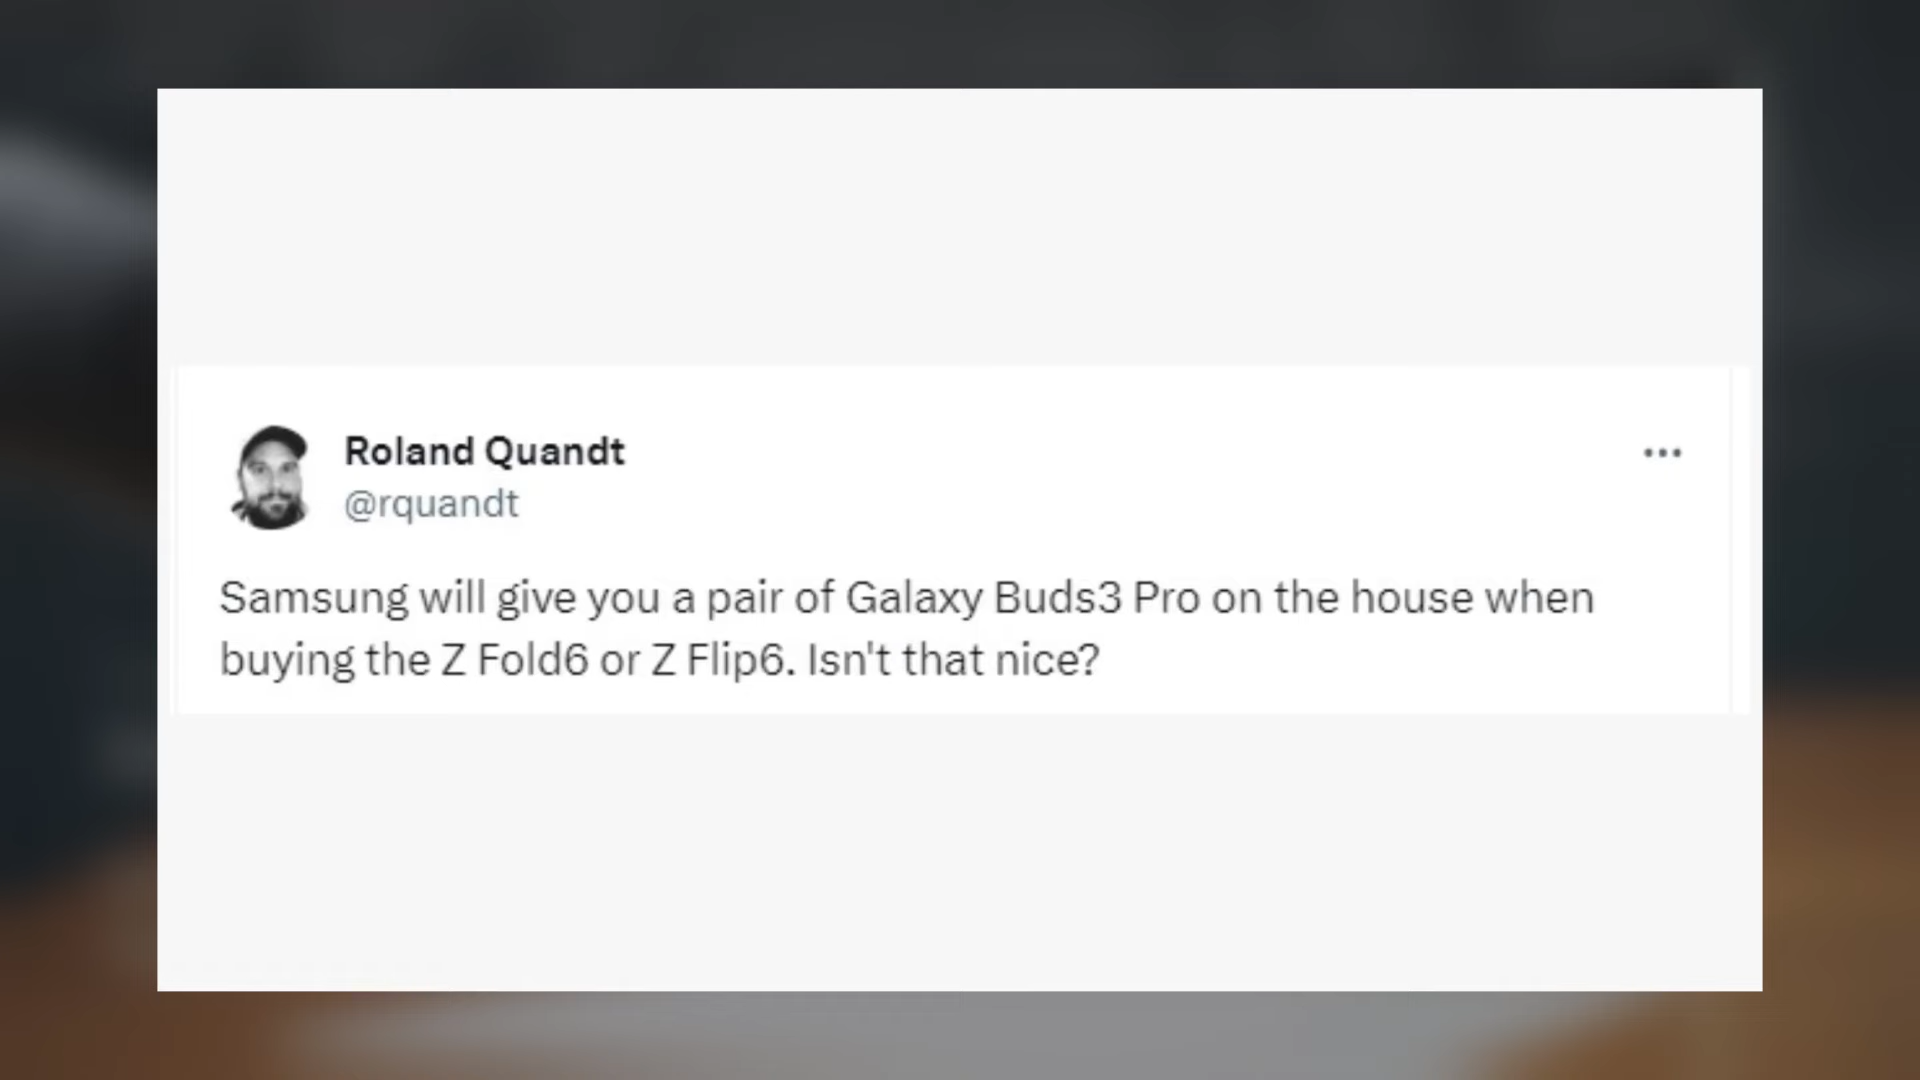 Roland Quandt
@rquandt
Samsung will give you a pair of Galaxy Buds3 Pro on the house when
buying the Z Fold6 or Z Flip6. Isn't that nice?